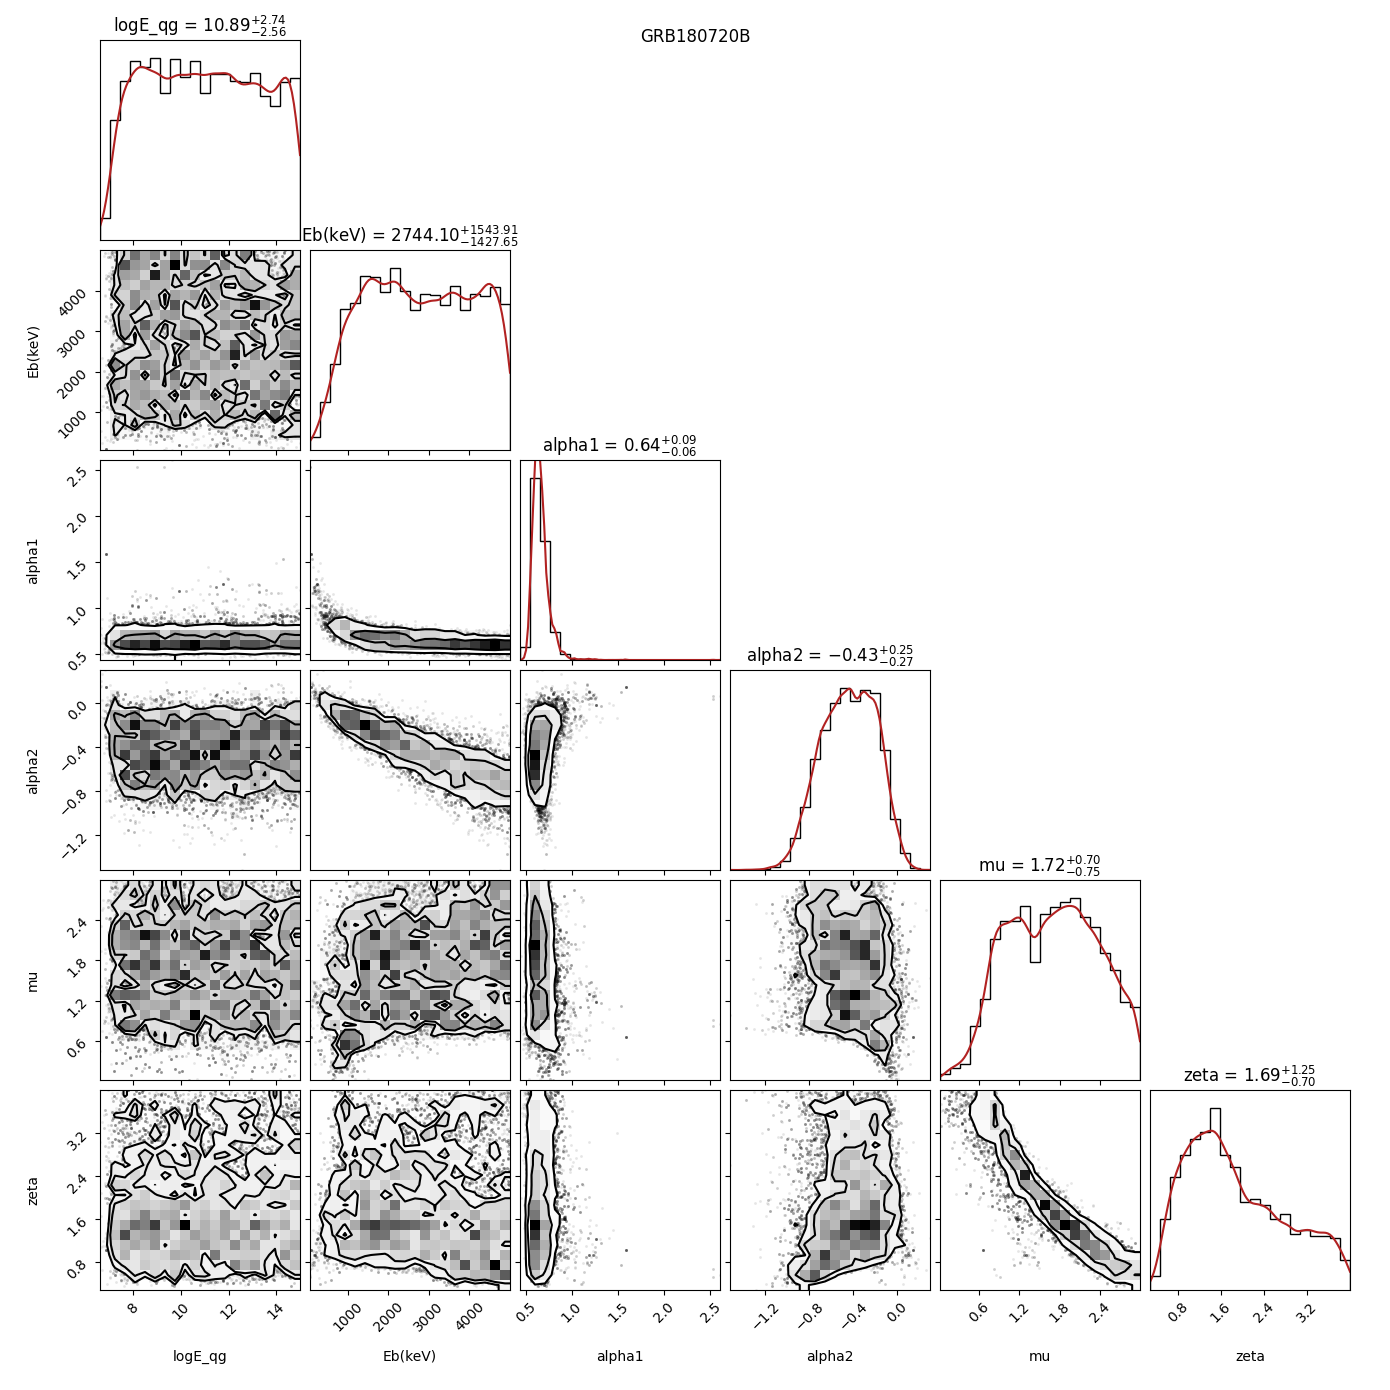 logE_qg = 10.89^{+2.74}_{−2.56}
GRB180720B
Eb(keV) = 2744.10^{+1543.91}_{−1427.65}
4000
3000
2000
1000
Eb(keV)
alpha1 = 0.64^{+0.09}_{−0.06}
2.5
2.0
1.5
1.0
0.5
alpha1
alpha2 = −0.43^{+0.25}_{−0.27}
0.0
−0.4
−0.8
−1.2
alpha2
mu = 1.72^{+0.70}_{−0.75}
2.4
1.8
1.2
0.6
mu
zeta = 1.69^{+1.25}_{−0.70}
3.2
2.4
1.6
0.8
zeta
8 10 12 14 1000 2000 3000 4000 0.5 1.0 1.5 2.0 2.5 −1.2 −0.8 −0.4 0.0 0.6 1.2 1.8 2.4 0.8 1.6 2.4 3.2
logE_qg Eb(keV) alpha1 alpha2 mu zeta